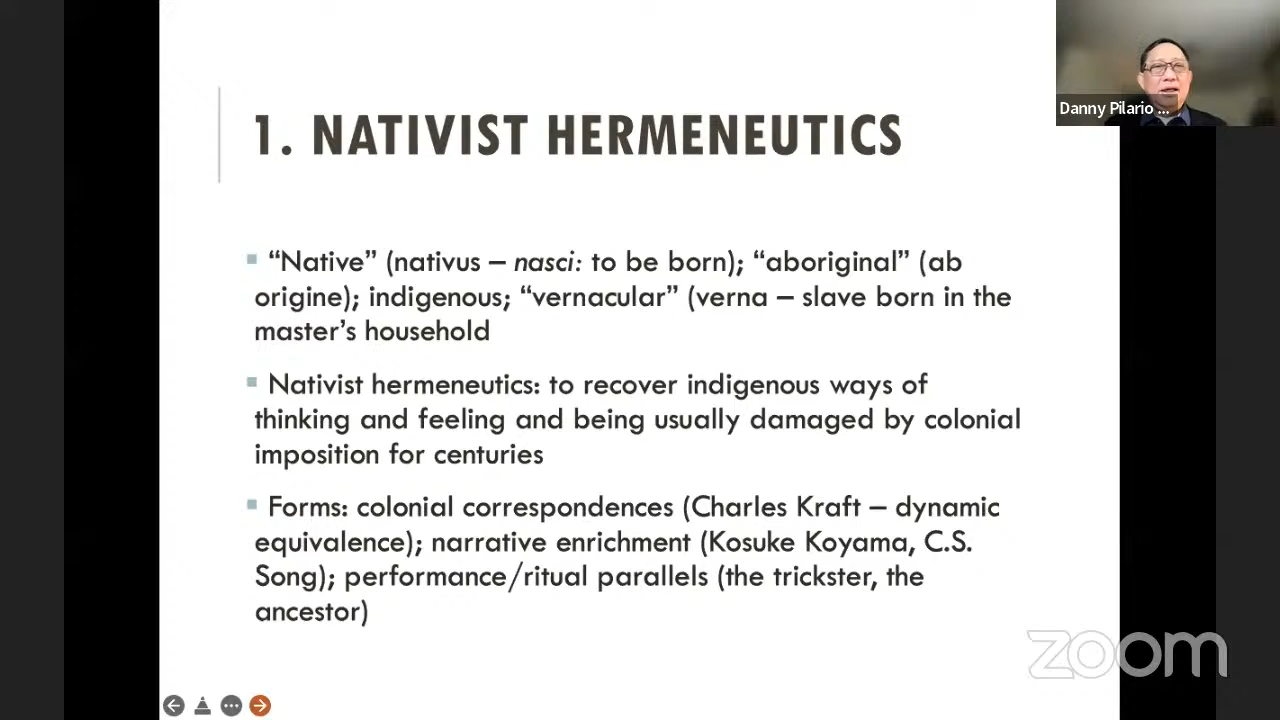 Danny Pilario ...
1. NATIVIST HERMENEUTICS
“Native” (nativus – nasci: to be born); “aboriginal” (ab
origine); indigenous; “vernacular” (verna – slave born in the
master’s household
Nativist hermeneutics: to recover indigenous ways of
thinking and feeling and being usually damaged by colonial
imposition for centuries
Forms: colonial correspondences (Charles Kraft – dynamic
equivalence); narrative enrichment (Kosuke Koyama, C.S.
Song); performance/ritual parallels (the trickster, the
ancestor)
zoom